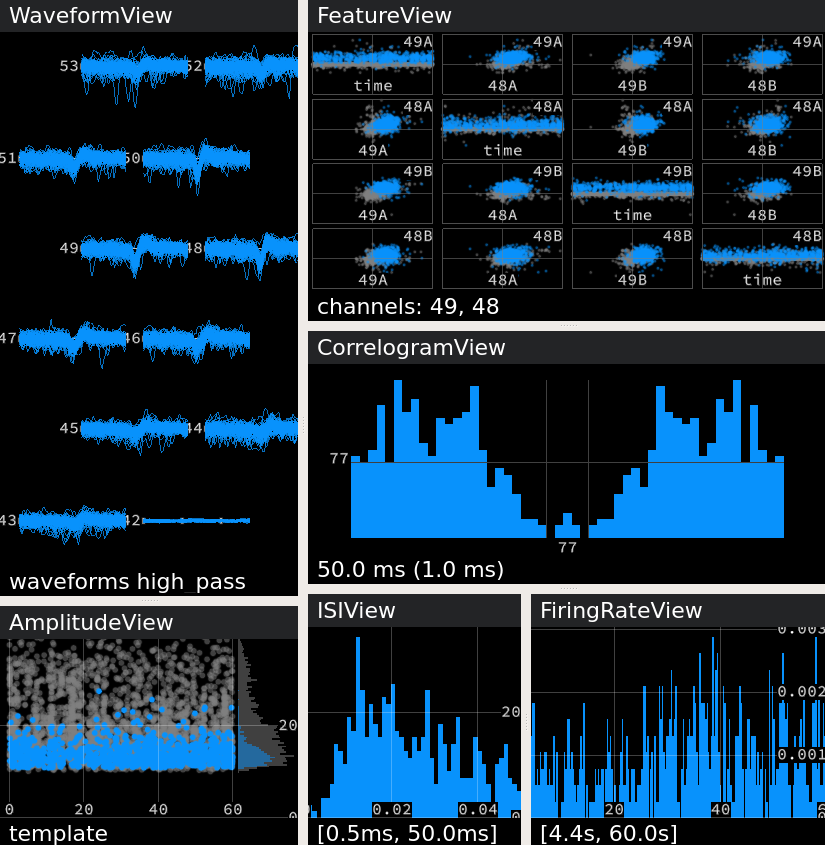 WaveformView
53 52
51 50
49 48
47 46
45 44
43 42
waveforms high_pass
FeatureView
49A 49A 49A 49A
time 48A 49B 48B
48A 48A 48A 48A
49A time 49B 48B
49B 49B 49B 49B
49A 48A time 48B
48B 48B 48B 48B
49A 48A 49B time
channels: 49, 48
CorrelogramView
77
77
50.0 ms (1.0 ms)
AmplitudeView
20
0 20 40 60 0
template
ISIView
20
0.02 0.04 0
[0.5ms, 50.0ms]
FiringRateView
0.003
0.002
0.001
20 40
[4.4s, 60.0s]